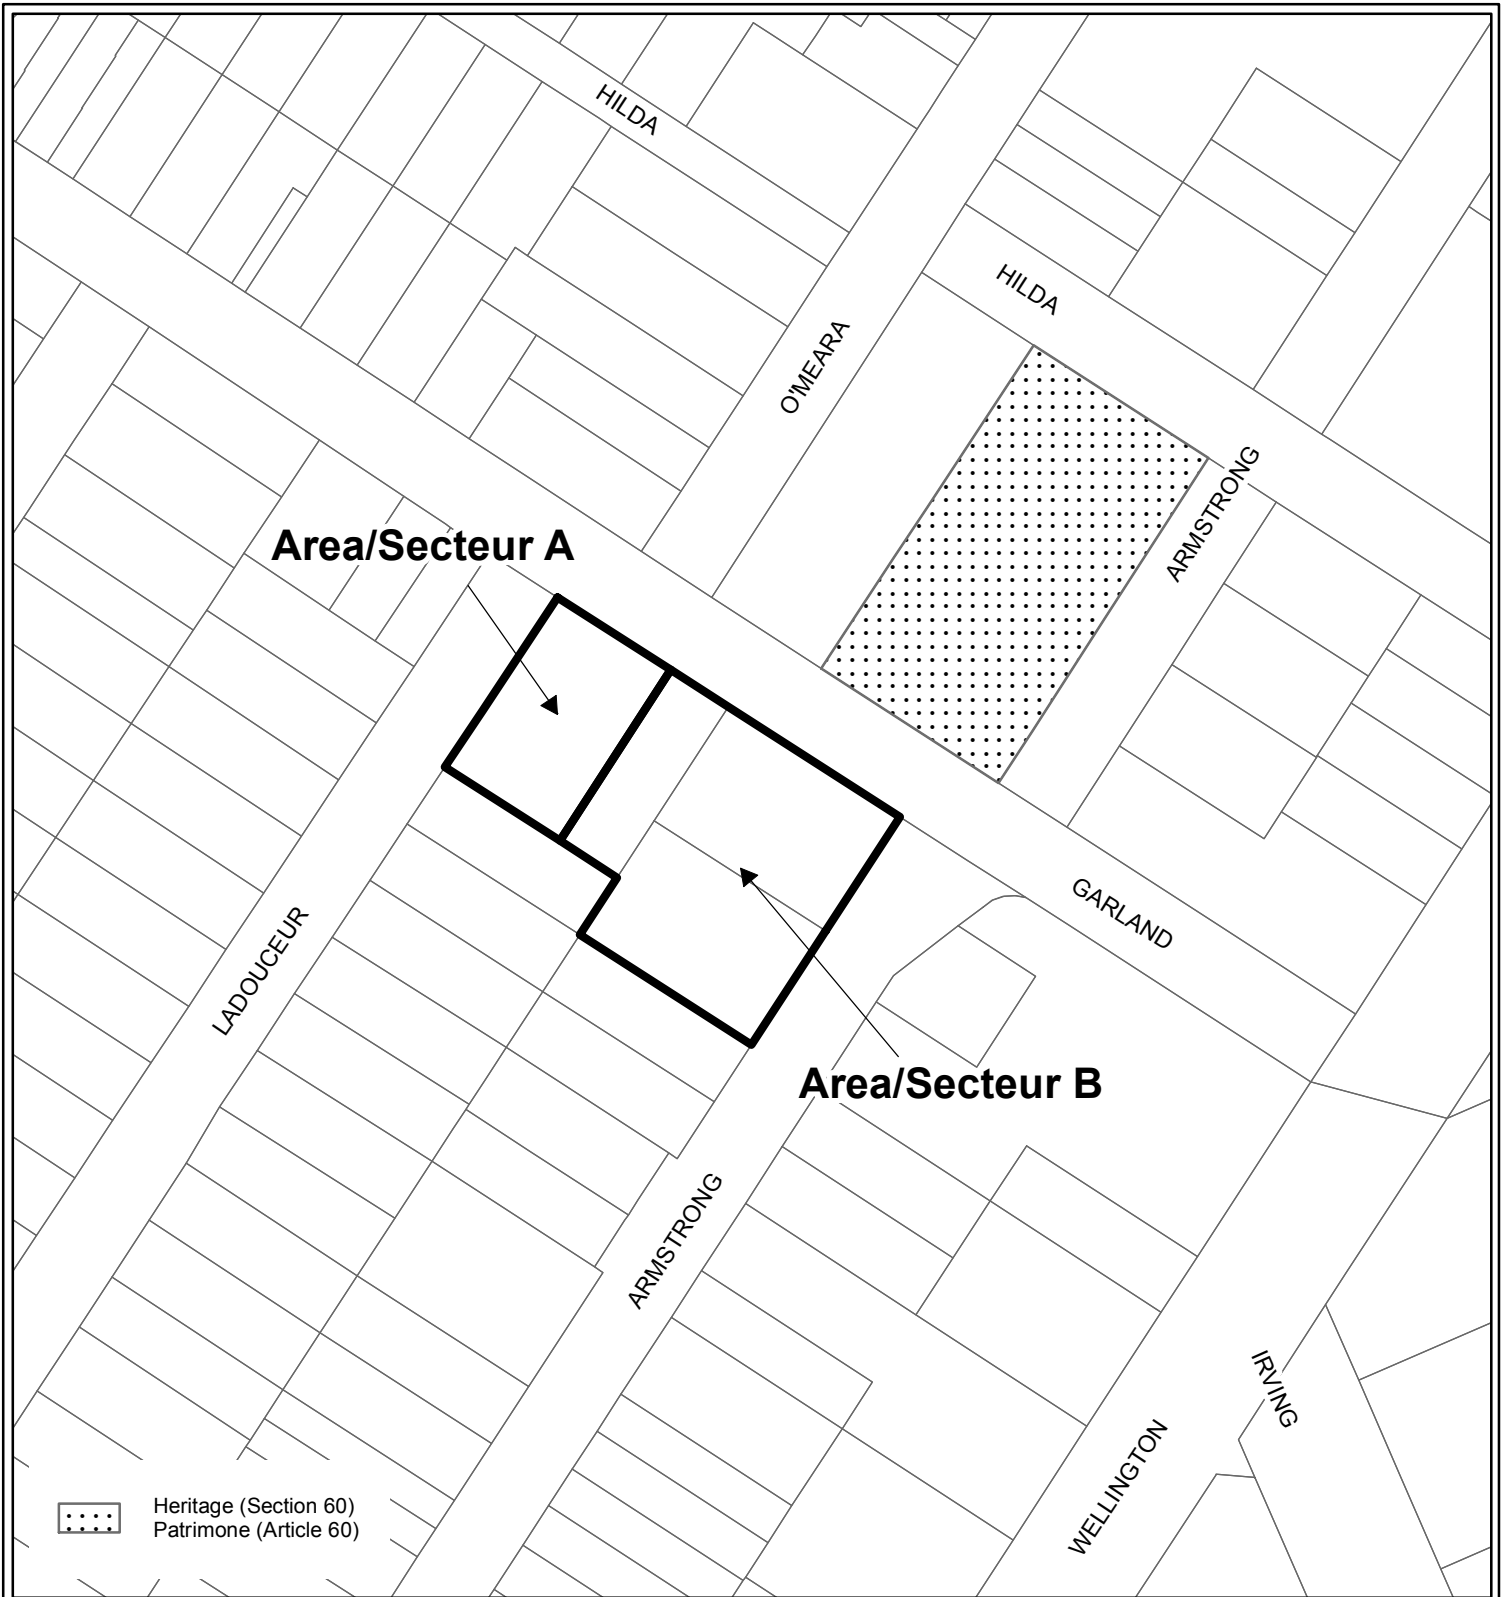 HILDA
HILDA
O'MEARA
ARMSTRONG
Area/Secteur A
GARLAND
LADOUCEUR
Area/Secteur B
ARMSTRONG
IRVING
WELLINGTON
Heritage (Section 60)
Patrimone (Article 60)